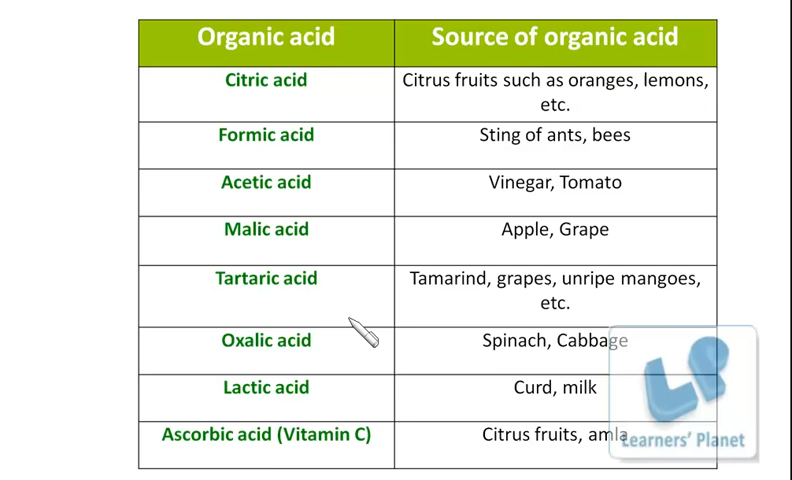 Organic acid
Source of organic acid
Citric acid
Citrus fruits such as oranges, lemons,
etc.
Formic acid
Sting of ants, bees
Acetic acid
Vinegar, Tomato
Malic acid
Apple, Grape
Tartaric acid
Tamarind, grapes, unripe mangoes,
etc.
Oxalic acid
Spinach, Cabbage
Lactic acid
Curd, milk
Ascorbic acid (Vitamin C)
Citrus fruits, amla
LP
Learners' Planet